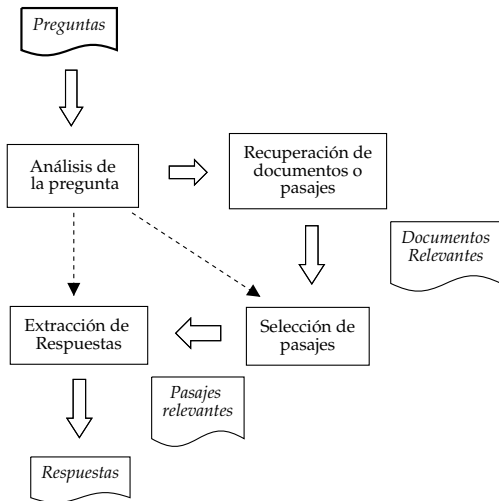 Preguntas
Análisis de
la pregunta
Recuperación de
documentos o
pasajes
Documentos
Relevantes
Extracción de
Respuestas
Selección de
pasajes
Pasajes
relevantes
Respuestas